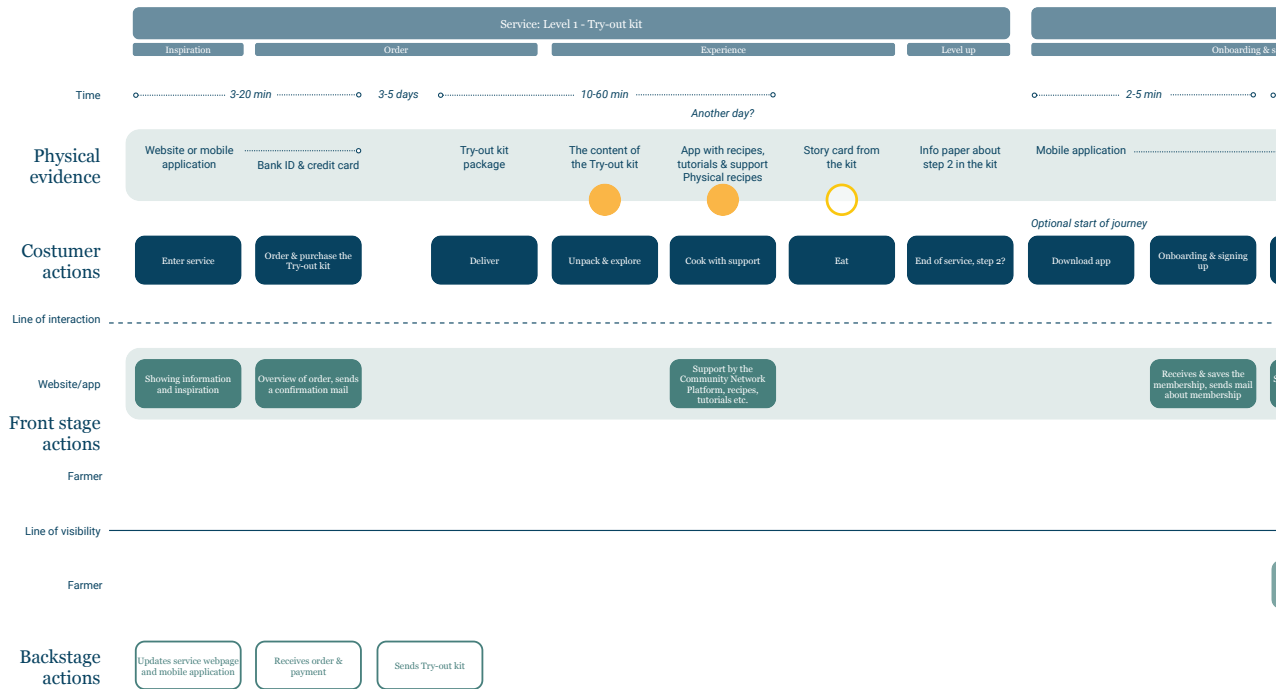 Service: Level 1 - Try-out kit
Inspiration
Order
Experience
Level up
Onboarding & s
Time
3-20 min
3-5 days
10-60 min
2-5 min
Another day?
Physical
evidence
Website or mobile
application
Bank ID & credit card
Try-out kit
package
The content of
the Try-out kit
App with recipes,
tutorials & support
Physical recipes
Story card from
the kit
Info paper about
step 2 in the kit
Mobile application
Optional start of journey
Costumer
actions
Enter service
Order & purchase the
Try-out kit
Deliver
Unpack & explore
Cook with support
Eat
End of service, step 2?
Download app
Onboarding & signing
up
Line of interaction
Website/app
Showing information
and inspiration
Overview of order, sends
a confirmation mail
Support by the
Community Network
Platform, recipes,
tutorials etc.
Receives & saves the
membership, sends mail
about membership
S
Front stage
actions
Farmer
Line of visibility
Farmer
Backstage
actions
Updates service webpage
and mobile application
Receives order &
payment
Sends Try-out kit